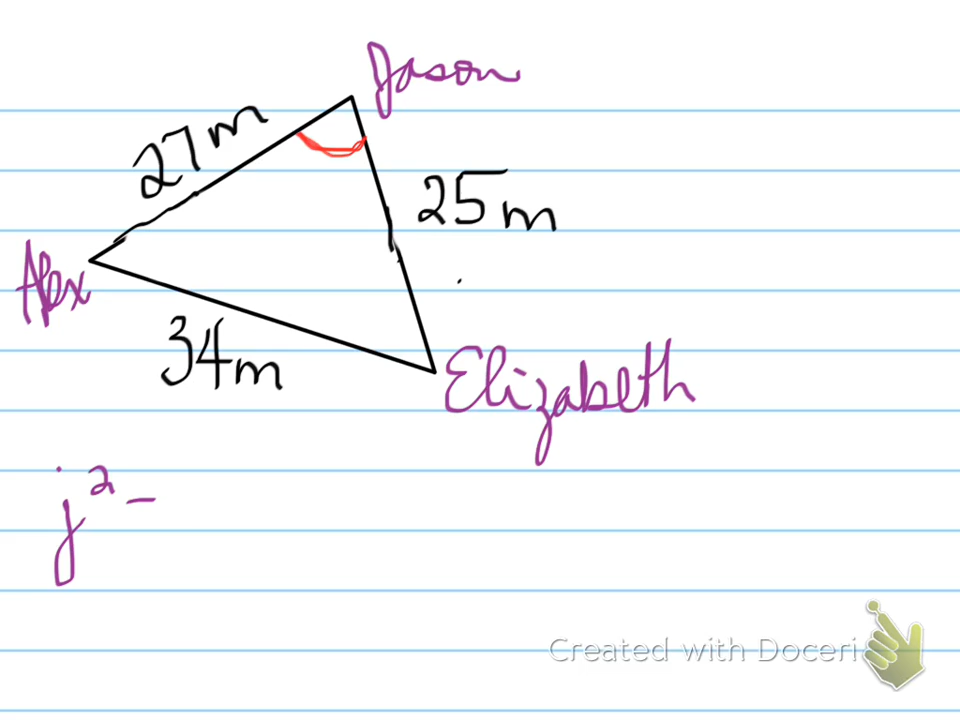 Jason
27m
25m
Alex
34m
Elizabeth
j² -
Created with Doceri